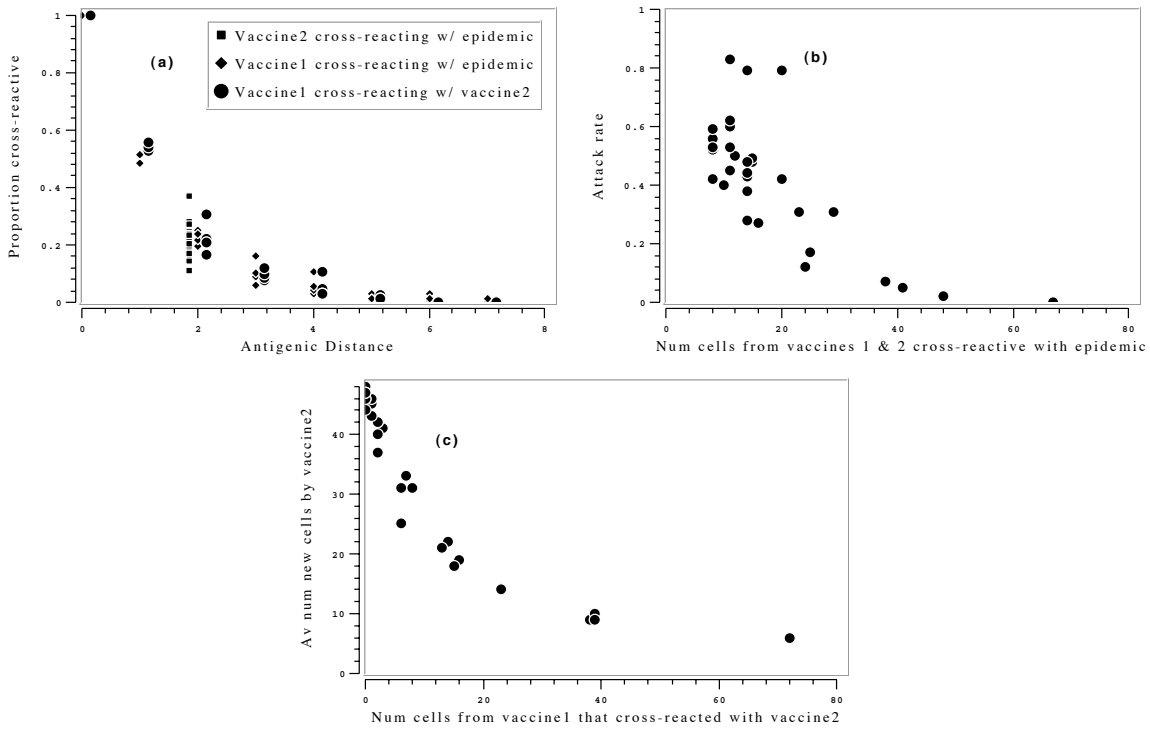 Proportion cross-reactive
1
0.8
0.6
0.4
0.2
0
(a)
Vaccine2 cross-reacting w/ epidemic
Vaccine1 cross-reacting w/ epidemic
Vaccine1 cross-reacting w/ vaccine2
0 2 4 6 8
Antigenic Distance
Attack rate
1
0.8
0.6
0.4
0.2
0
(b)
0 20 40 60 80
Num cells from vaccines 1 & 2 cross-reactive with epidemic
Av num new cells by vaccine2
40
30
20
10
0
(c)
0 20 40 60 80
Num cells from vaccine1 that cross-reacted with vaccine2